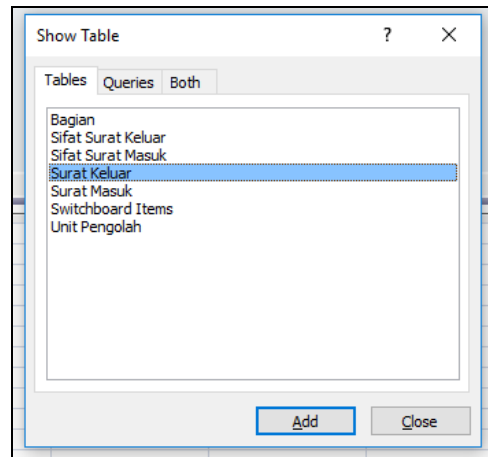 Show Table
?
Tables Queries Both
Bagian
Sifat Surat Keluar
Sifat Surat Masuk
Surat Keluar
Surat Masuk
Switchboard Items
Unit Pengolah
Add Close